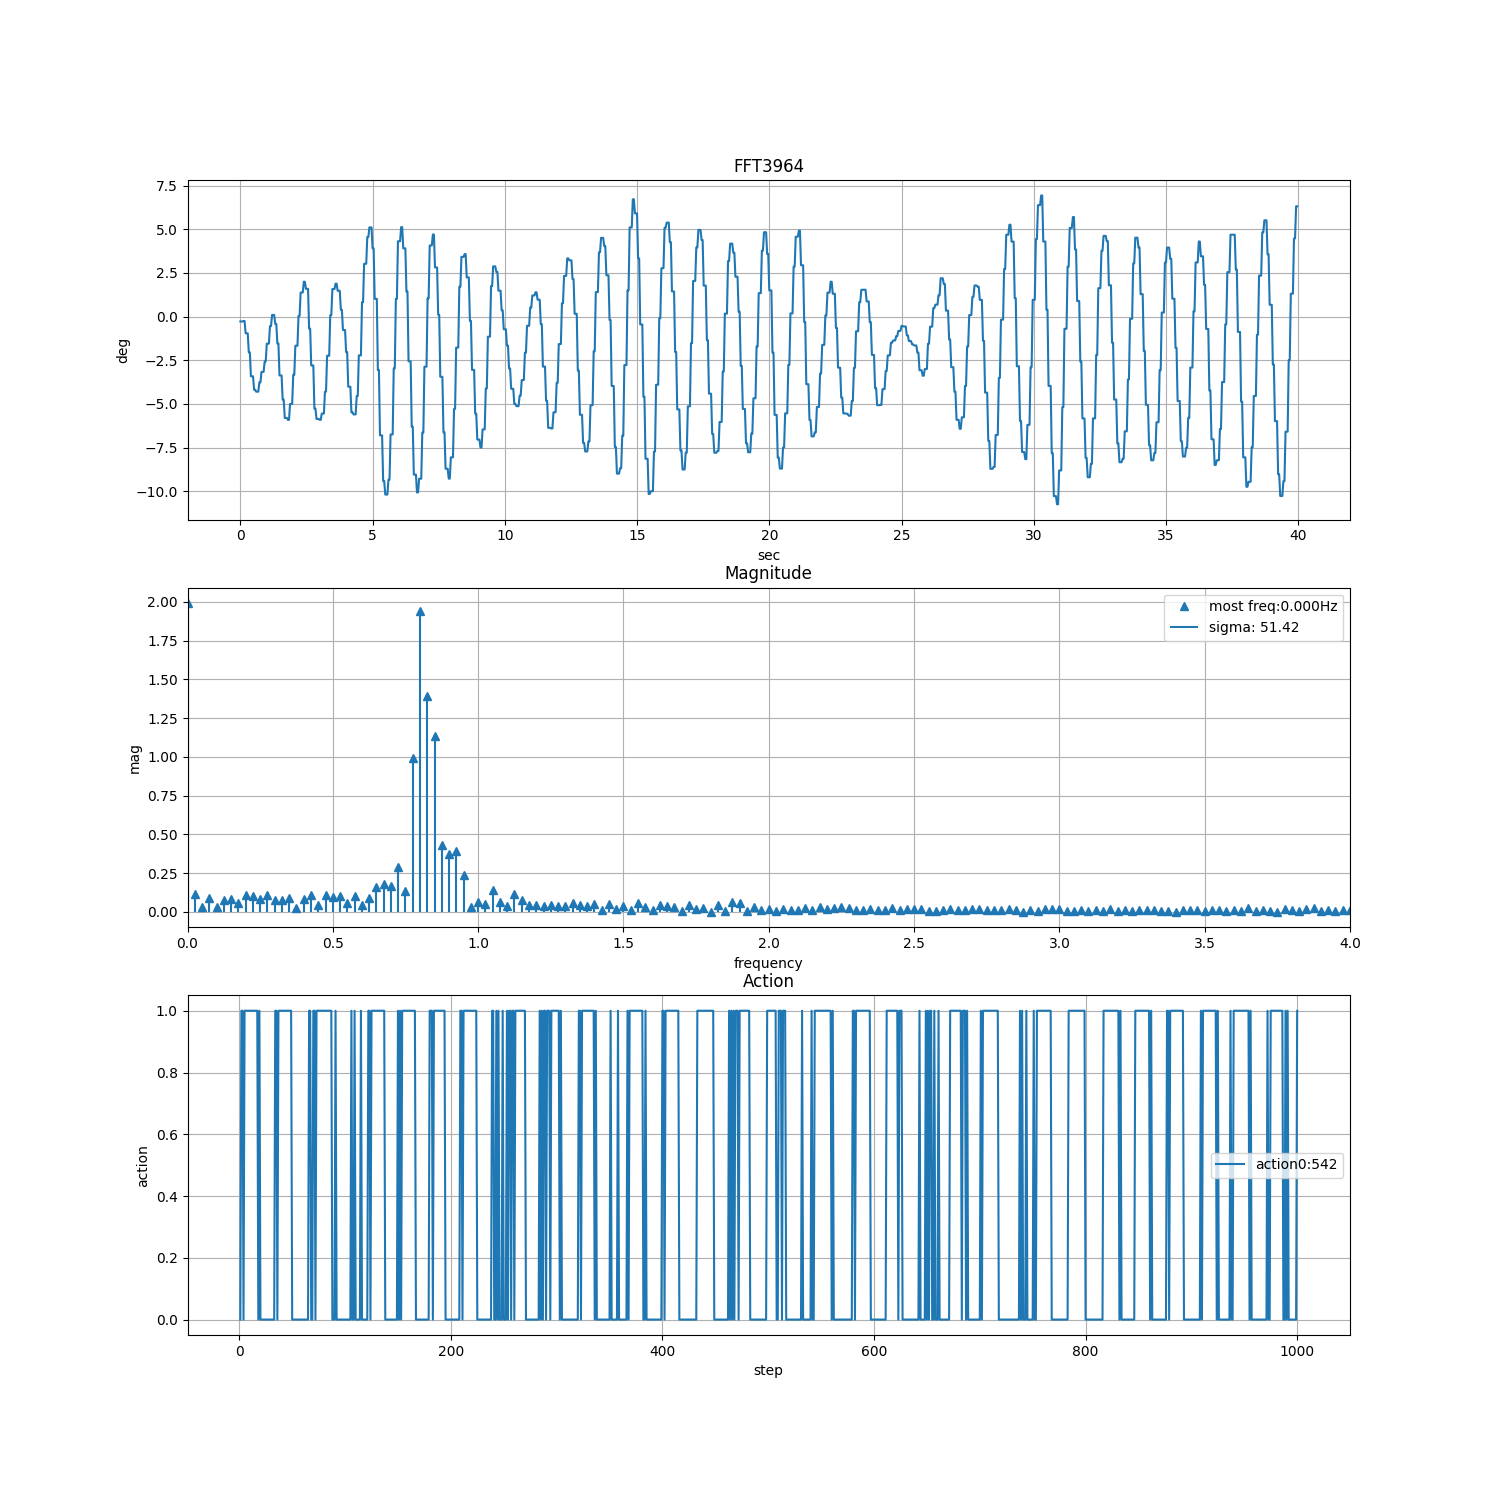 FFT3964
7.5
5.0
2.5
0.0
−2.5
−5.0
−7.5
−10.0
deg
0 5 10 15 20 25 30 35 40
sec
Magnitude
2.00
1.75
1.50
1.25
1.00
0.75
0.50
0.25
0.00
mag
most freq:0.000Hz
sigma: 51.42
0.0 0.5 1.0 1.5 2.0 2.5 3.0 3.5 4.0
frequency
Action
1.0
0.8
0.6
0.4
0.2
0.0
action
action0:542
0 200 400 600 800 1000
step